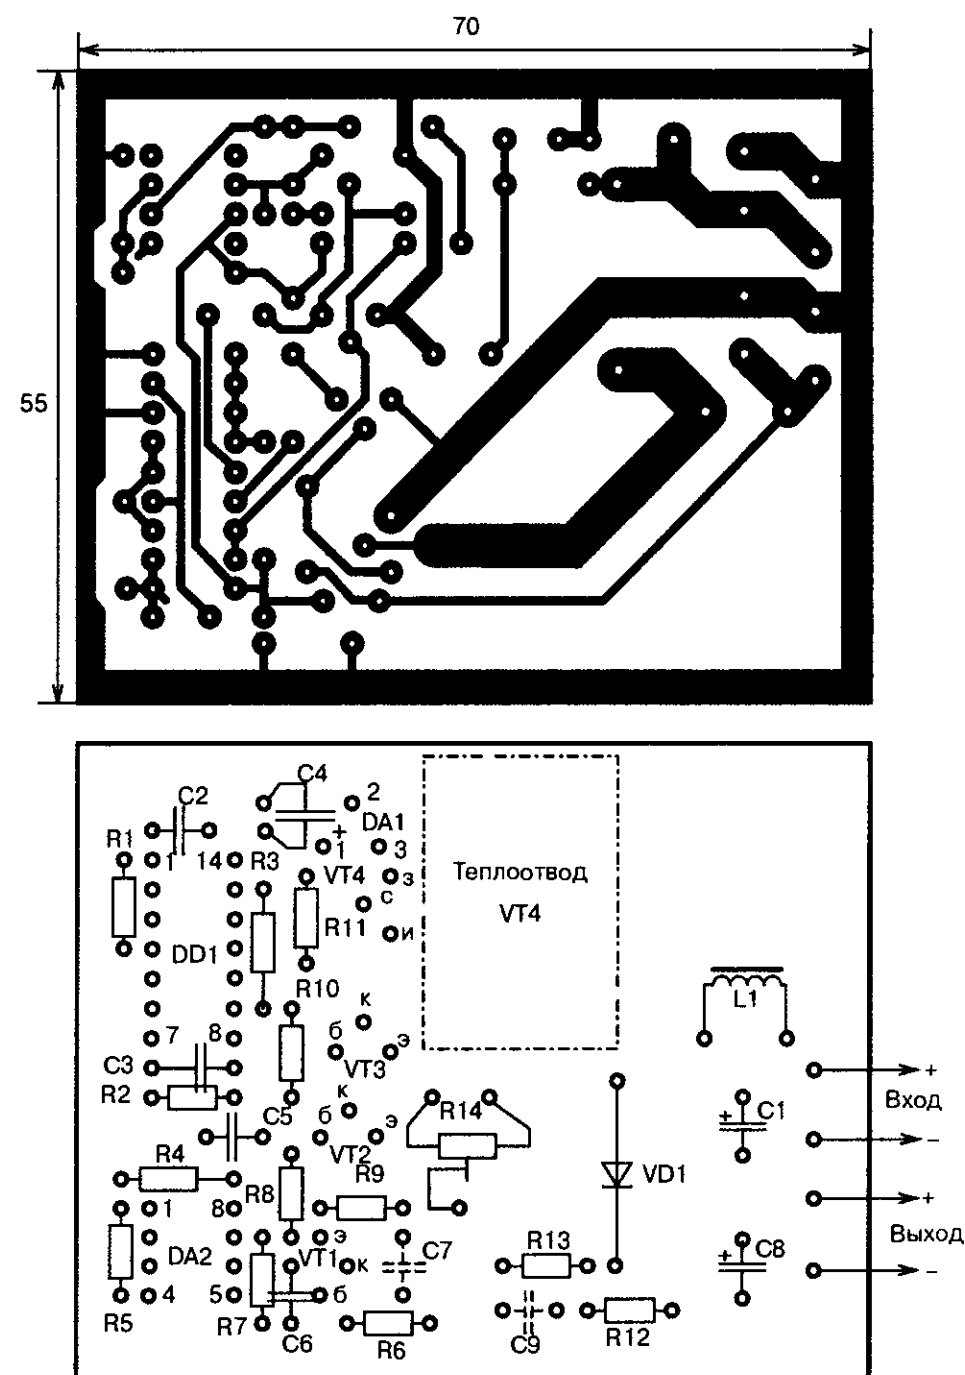 70
55
C4
2
C2
DA1
+
R1
1
14
R3
1
3
VT4
з
с
R11
и
Теплоотвод
VT4
DD1
R10
к
L1
7
8
б
э
C3
VT3
+
R2
к
R14
Вход
C5
б
э
+
C1
VT2
−
R4
R9
VD1
R8
+
1
8
э
Выход
R13
DA2
VT1
к
C7
+
C8
−
4
5
б
R5
R7
C6
R6
C9
R12